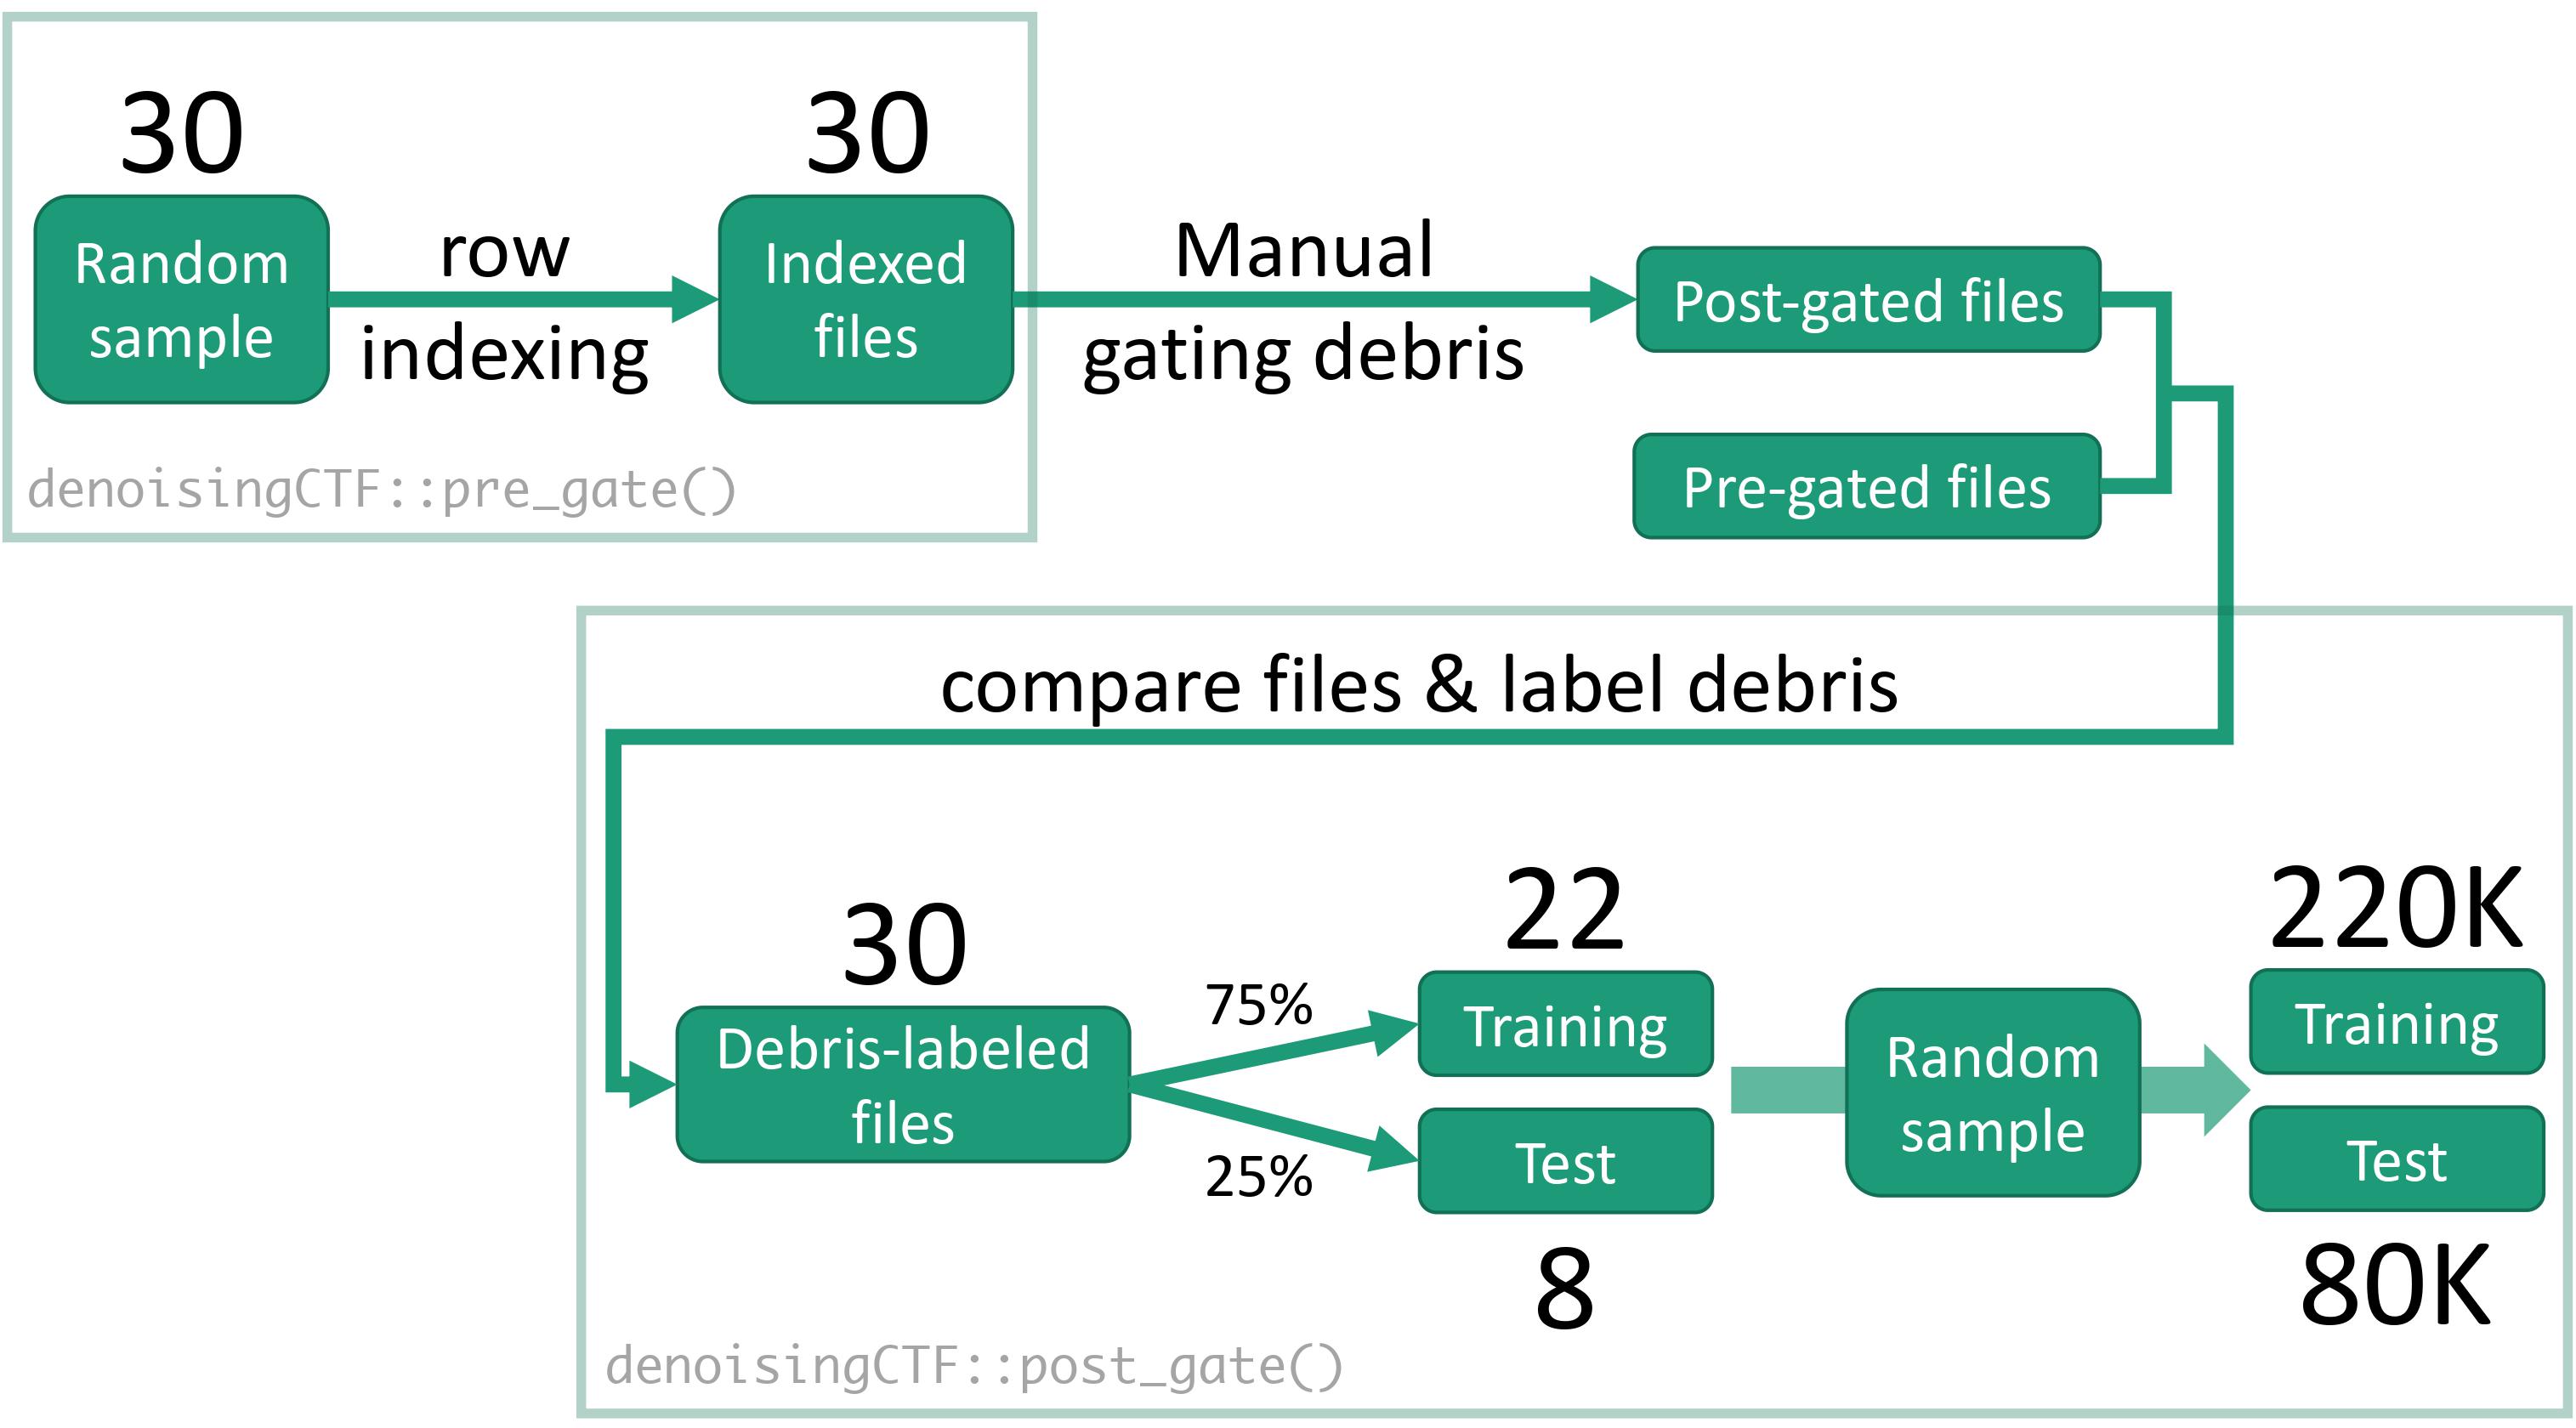 30
Random
sample
row
indexing
30
Indexed
files
denoisingCTF::pre_gate()
Manual
gating debris
Post-gated files
Pre-gated files
compare files & label debris
30
Debris-labeled
files
75%
25%
22
Training
Test
8
Random
sample
220K
Training
Test
80K
denoisingCTF::post_gate()